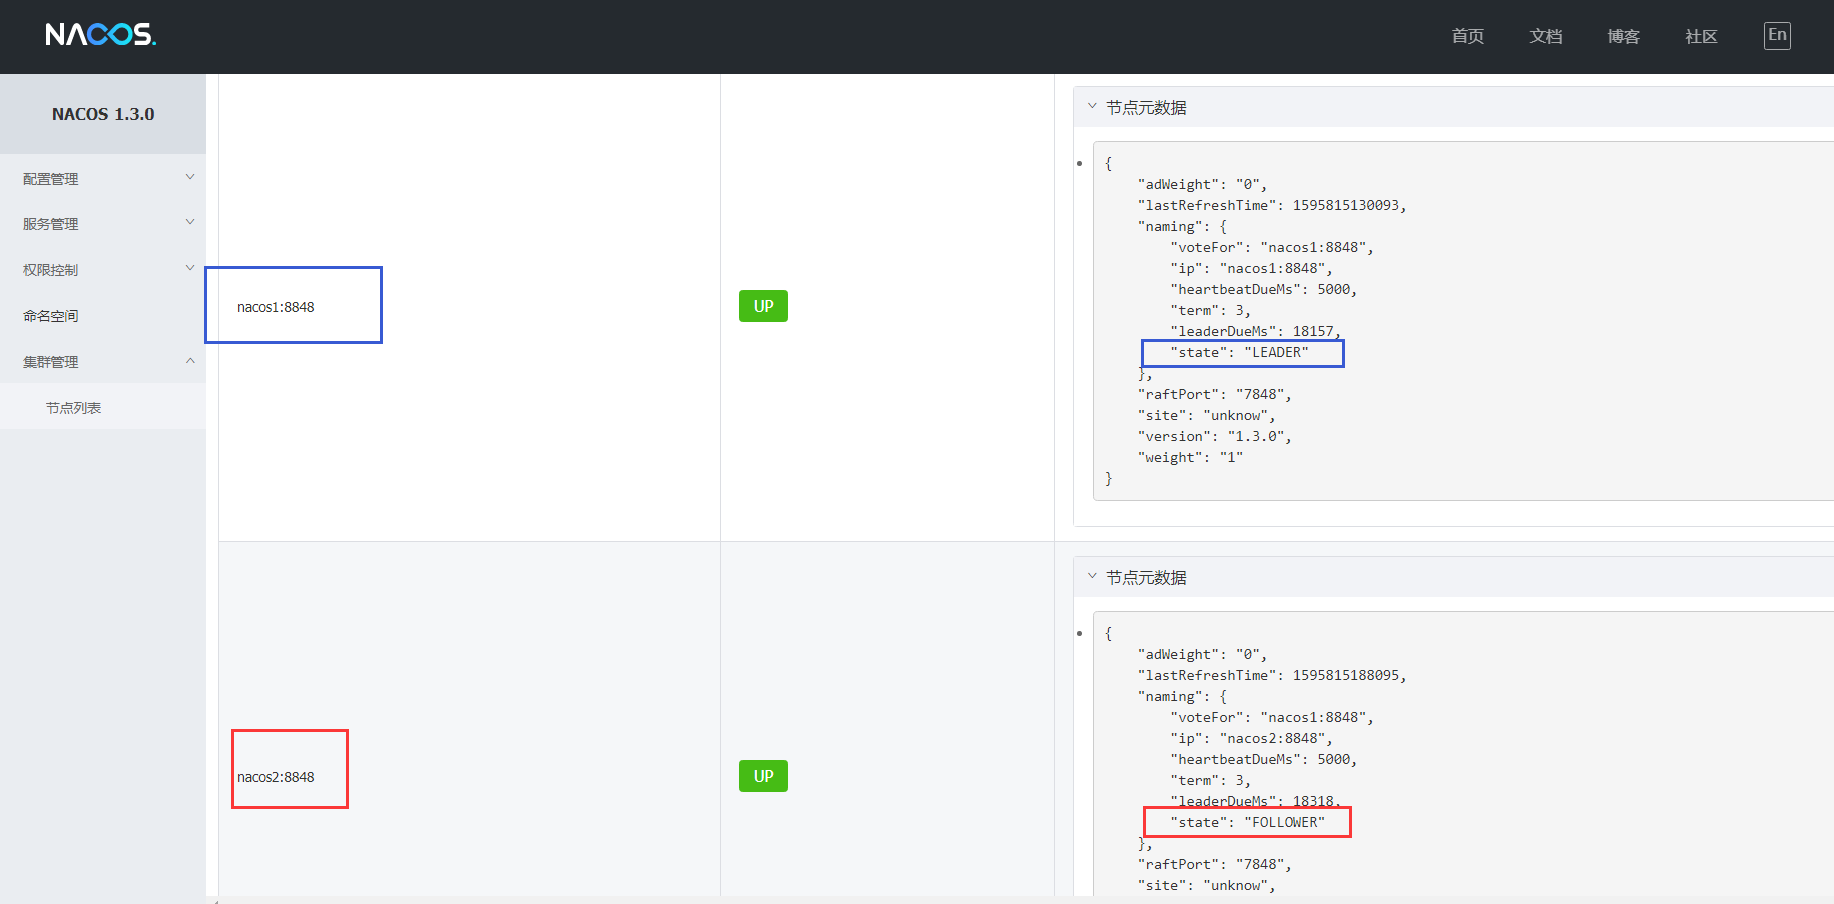 NACOS.
首页
文档
博客
社区
En
NACOS 1.3.0
配置管理
服务管理
权限控制
命名空间
集群管理
节点列表
nacos1:8848
UP
节点元数据
{
"adWeight": "0",
"lastRefreshTime": 1595815130093,
"naming": {
"voteFor": "nacos1:8848",
"ip": "nacos1:8848",
"heartbeatDueMs": 5000,
"term": 3,
"leaderDueMs": 18157,
"state": "LEADER"
},
"raftPort": "7848",
"site": "unknow",
"version": "1.3.0",
"weight": "1"
}
nacos2:8848
UP
节点元数据
{
"adWeight": "0",
"lastRefreshTime": 1595815188095,
"naming": {
"voteFor": "nacos1:8848",
"ip": "nacos2:8848",
"heartbeatDueMs": 5000,
"term": 3,
"leaderDueMs": 18318,
"state": "FOLLOWER"
},
"raftPort": "7848",
"site": "unknow",